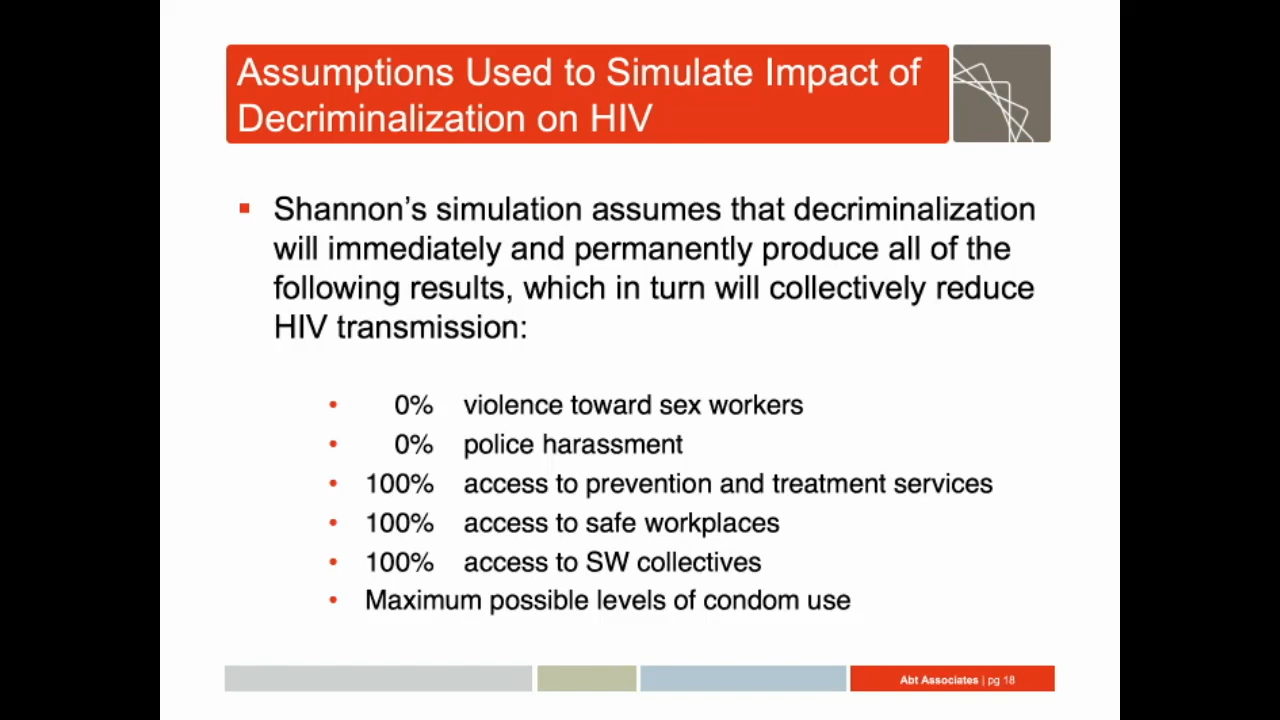 Assumptions Used to Simulate Impact of
Decriminalization on HIV
Shannon’s simulation assumes that decriminalization
will immediately and permanently produce all of the
following results, which in turn will collectively reduce
HIV transmission:
• 0% violence toward sex workers
• 0% police harassment
• 100% access to prevention and treatment services
• 100% access to safe workplaces
• 100% access to SW collectives
• Maximum possible levels of condom use
Abt Associates | pg 18